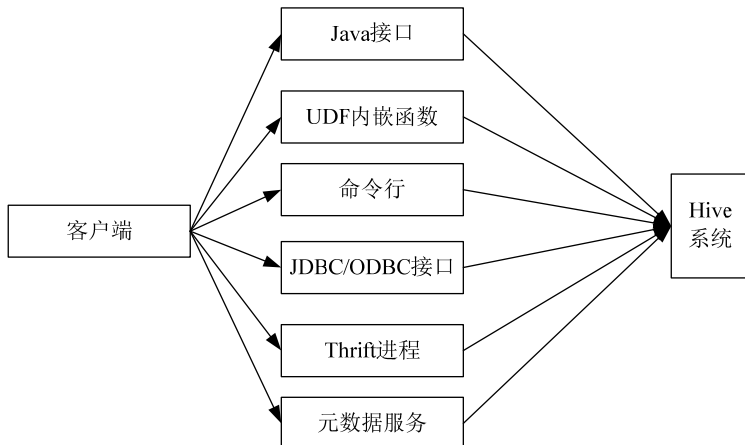 Java接口
UDF内嵌函数
命令行
客户端
JDBC/ODBC接口
Thrift进程
元数据服务
Hive
系统